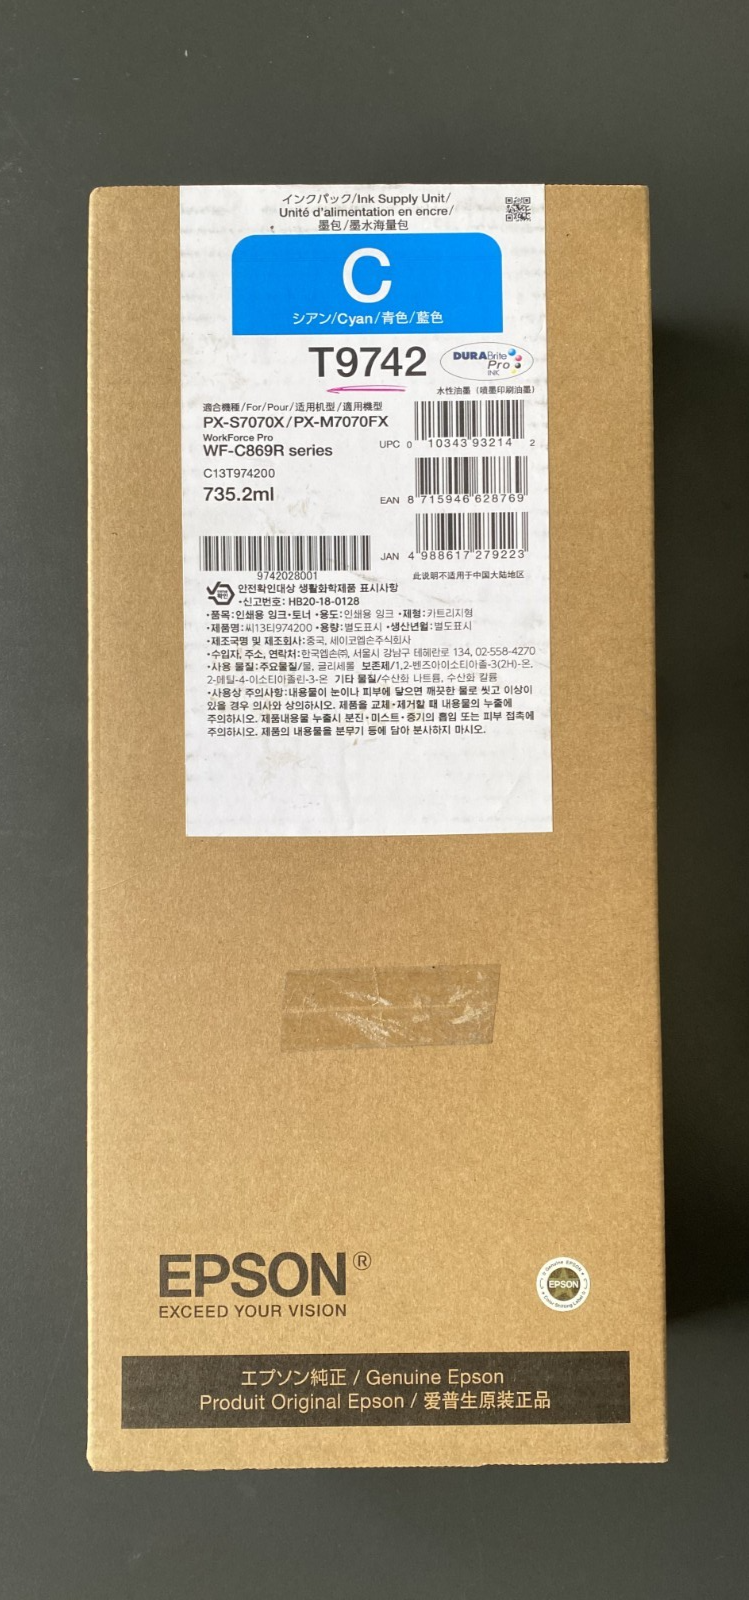 インクパック/Ink Supply Unit/
Unité d'alimentation en encre/
墨包/墨水海量包
C
シアン/Cyan/青色/藍色
T9742
DURABrite
Pro
INK
水性油墨 (噴墨印刷油墨)
適合機種/For/Pour/适用机型/適用機型
PX-S7070X/PX-M7070FX
WorkForce Pro
WF-C869R series
C13T974200
735.2ml
UPC 0 10343 93214 2
EAN 8 715946 628769
JAN 4 988617 279223
9742028001
此说明不适用于中国大陆地区
안전확인대상 생활화학제품 표시사항
•신고번호: HB20-18-0128
•품목:인쇄용 잉크•토너 •용도:인쇄용 잉크 •제형:카트리지형
•제품명:씨13티974200 •용량:별도표시 •생산년월:별도표시
•제조국명 및 제조회사:중국, 세이코엡손주식회사
•수입자, 주소, 연락처:한국엡손㈜, 서울시 강남구 테헤란로 134, 02-558-4270
•사용 물질:주요물질/물, 글리세롤 보존제/1,2-벤즈아이소티아졸-3(2H)-온,
2-메틸-4-이소티아졸린-3-온 기타 물질/수산화 나트륨, 수산화 칼륨
•사용상 주의사항:내용물이 눈이나 피부에 닿으면 깨끗한 물로 씻고 이상이
있을 경우 의사와 상의하시오. 제품을 교체•제거할 때 내용물의 누출에
주의하시오. 제품내용물 누출시 분진•미스트•증기의 흡입 또는 피부 접촉에
주의하시오. 제품의 내용물을 분무기 등에 담아 분사하지 마시오.
EPSON®
EXCEED YOUR VISION
Genuine EPSON
EPSON
エプソン純正 / Genuine Epson
Produit Original Epson / 爱普生原装正品